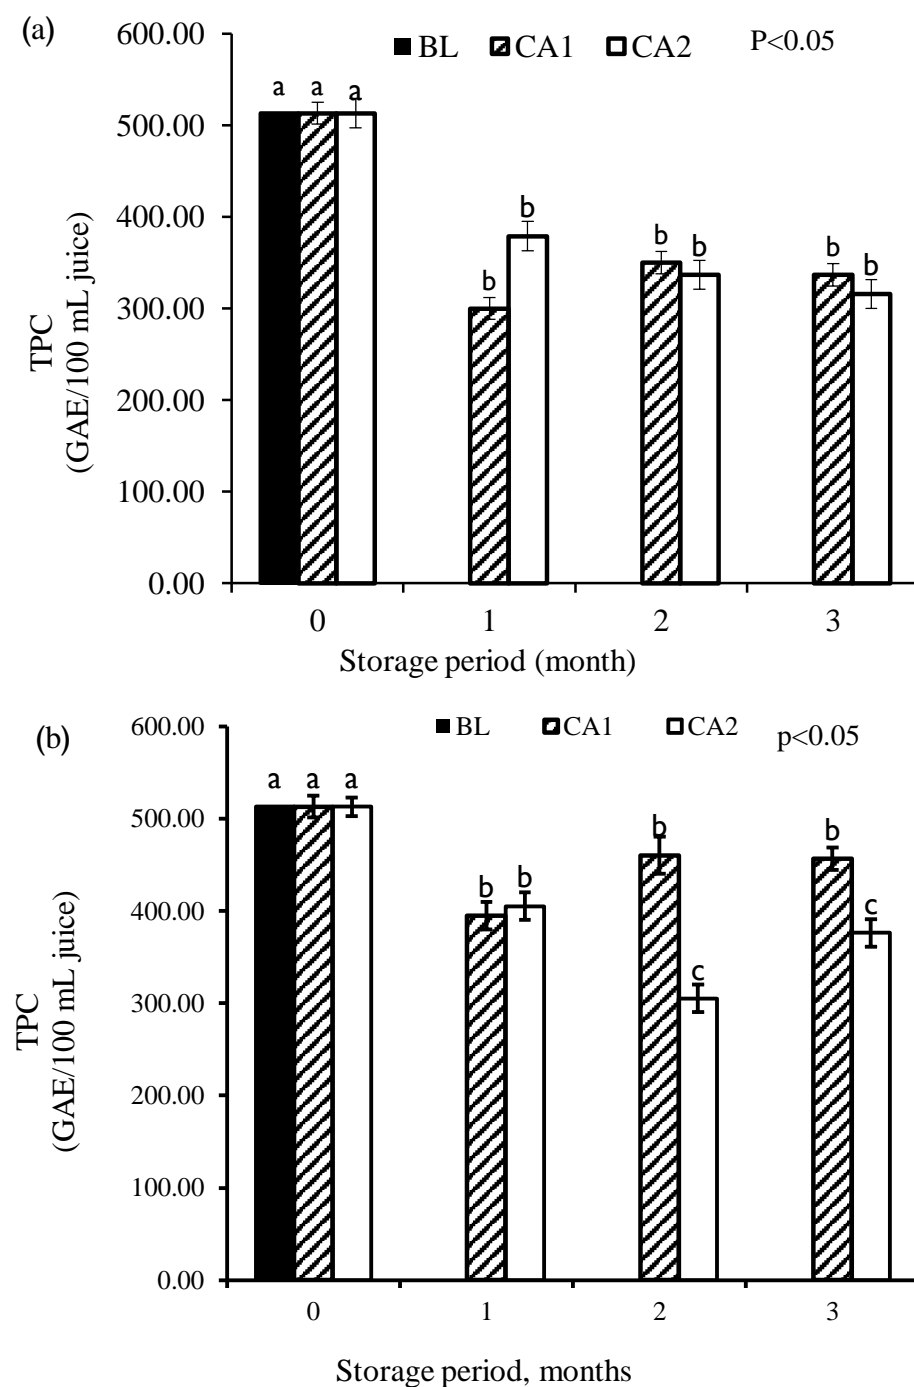 (a)
600.00
BL CA1 CA2 P<0.05
a a a
500.00
400.00
b
b b
b b
b
300.00
200.00
100.00
0.00
TPC
(GAE/100 mL juice)
0 1 2 3
Storage period (month)
(b)
600.00
BL CA1 CA2 p<0.05
a a a
500.00
b b
b b
c
400.00
c
300.00
200.00
100.00
0.00
TPC
(GAE/100 mL juice)
0 1 2 3
Storage period, months